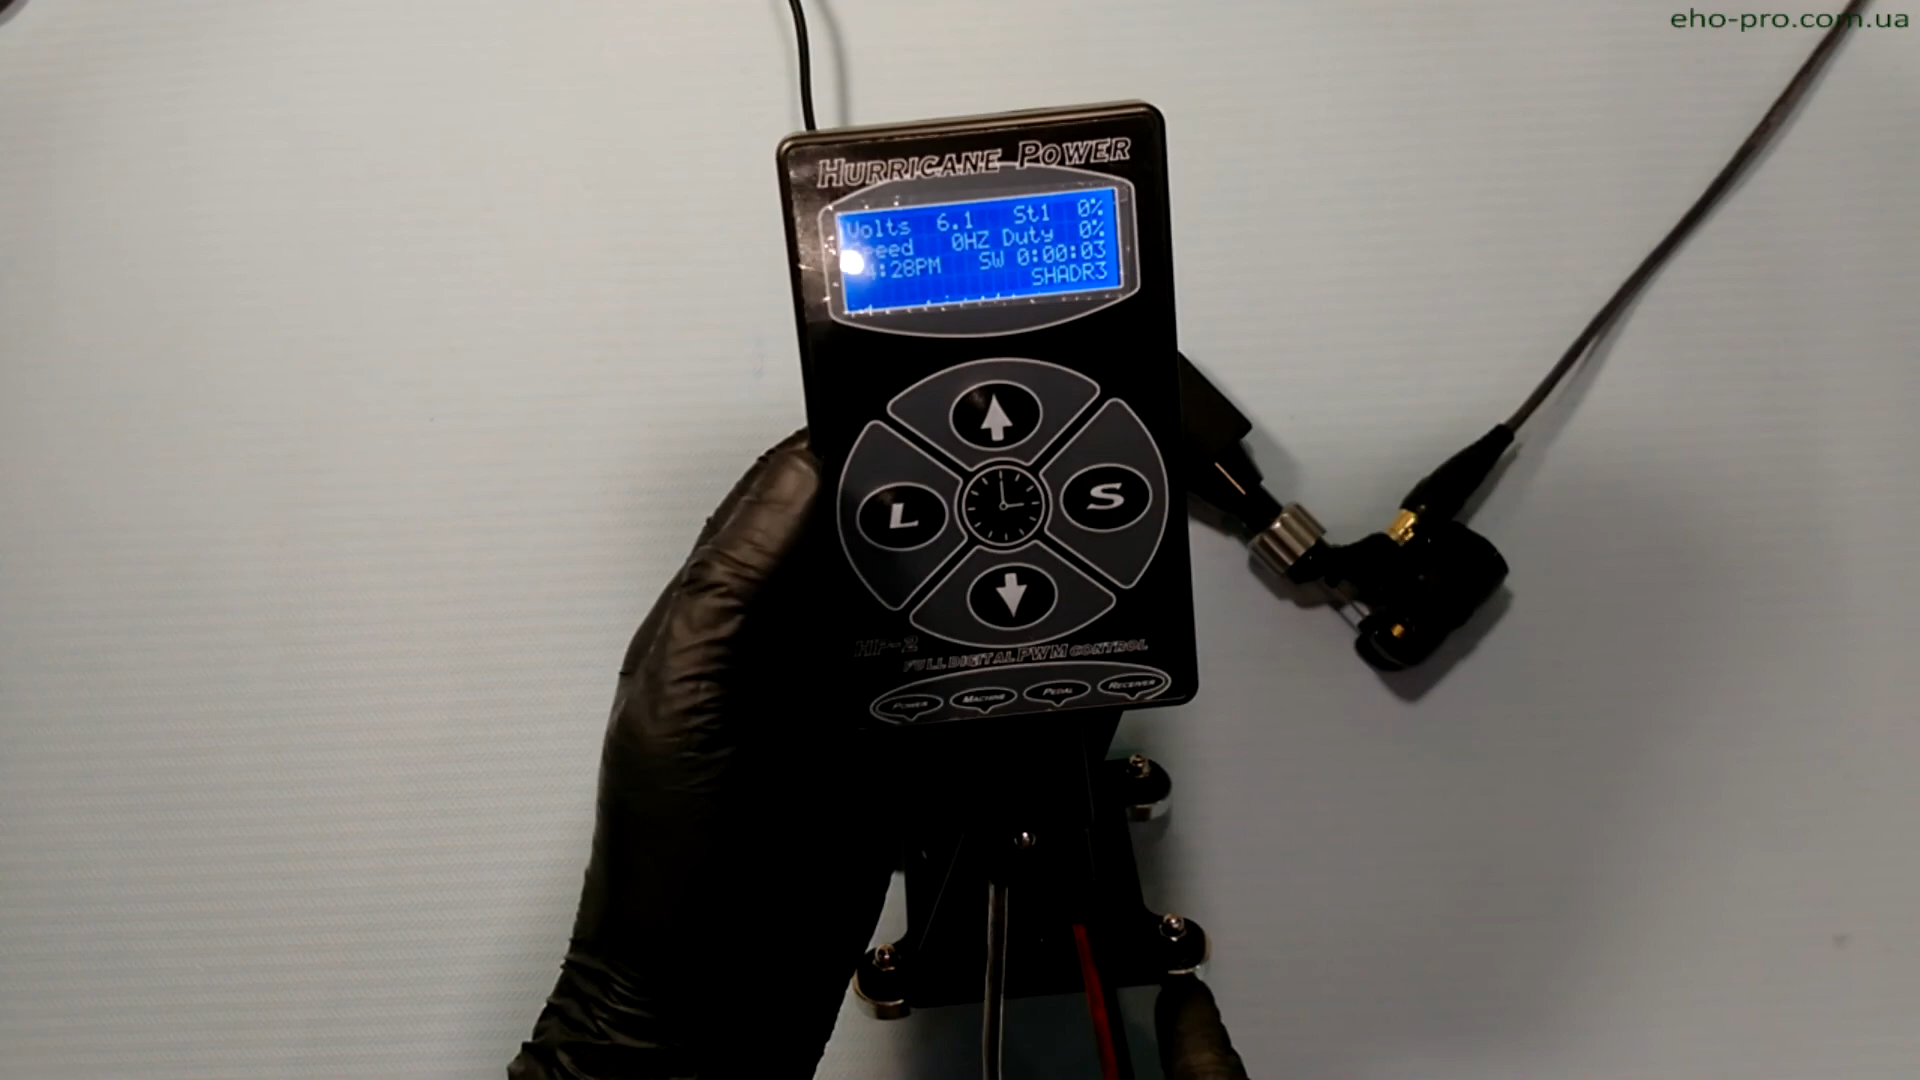 eho-pro.com.ua
HURRICANE POWER
Volts 6.1 St1 0%
Speed 0HZ Duty 0%
4:28PM SW 0:00:03
SHADR3
L
S
HP-2
FULL DIGITAL PWM CONTROL
POWER MACHINE PEDAL RECEIVER